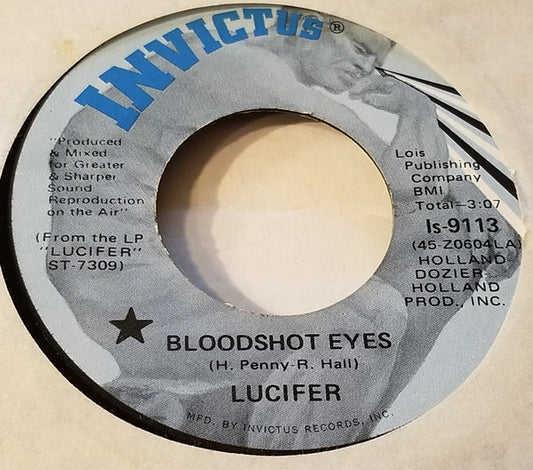 INVICTUS®
"Produced
& Mixed
for Greater
& Sharper
Sound
Reproduction
on the Air"
(From the LP
"LUCIFER"
ST-7309)
Lois
Publishing
Company
BMI
Total—3:07
Is-9113
(45-Z0604LA)
HOLLAND-
DOZIER-
HOLLAND
PROD., INC.
BLOODSHOT EYES
(H. Penny-R. Hall)
LUCIFER
MFD. BY INVICTUS RECORDS, INC.